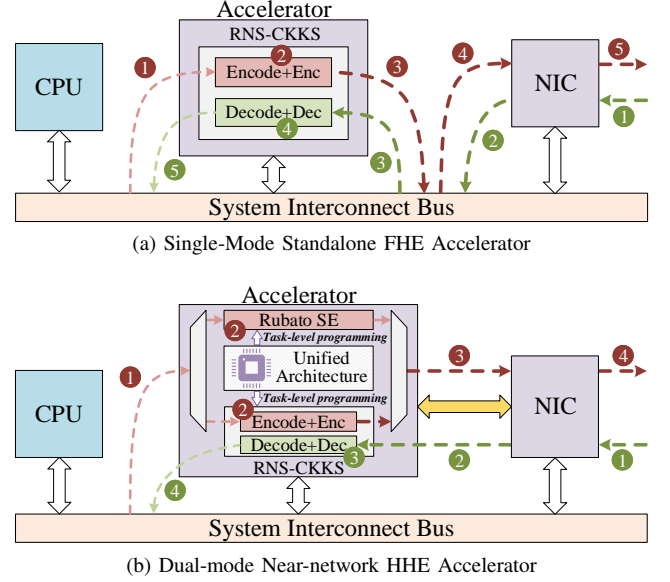 Accelerator
RNS-CKKS
CPU
1
2
Encode+Enc
3
4
5
NIC
Decode+Dec
4
5
3
2
1
System Interconnect Bus
(a) Single-Mode Standalone FHE Accelerator
Accelerator
Rubato SE
2
Task-level programming
CPU
1
Unified
Architecture
3
4
NIC
Task-level programming
2
Encode+Enc
Decode+Dec
3
2
1
4
RNS-CKKS
System Interconnect Bus
(b) Dual-mode Near-network HHE Accelerator